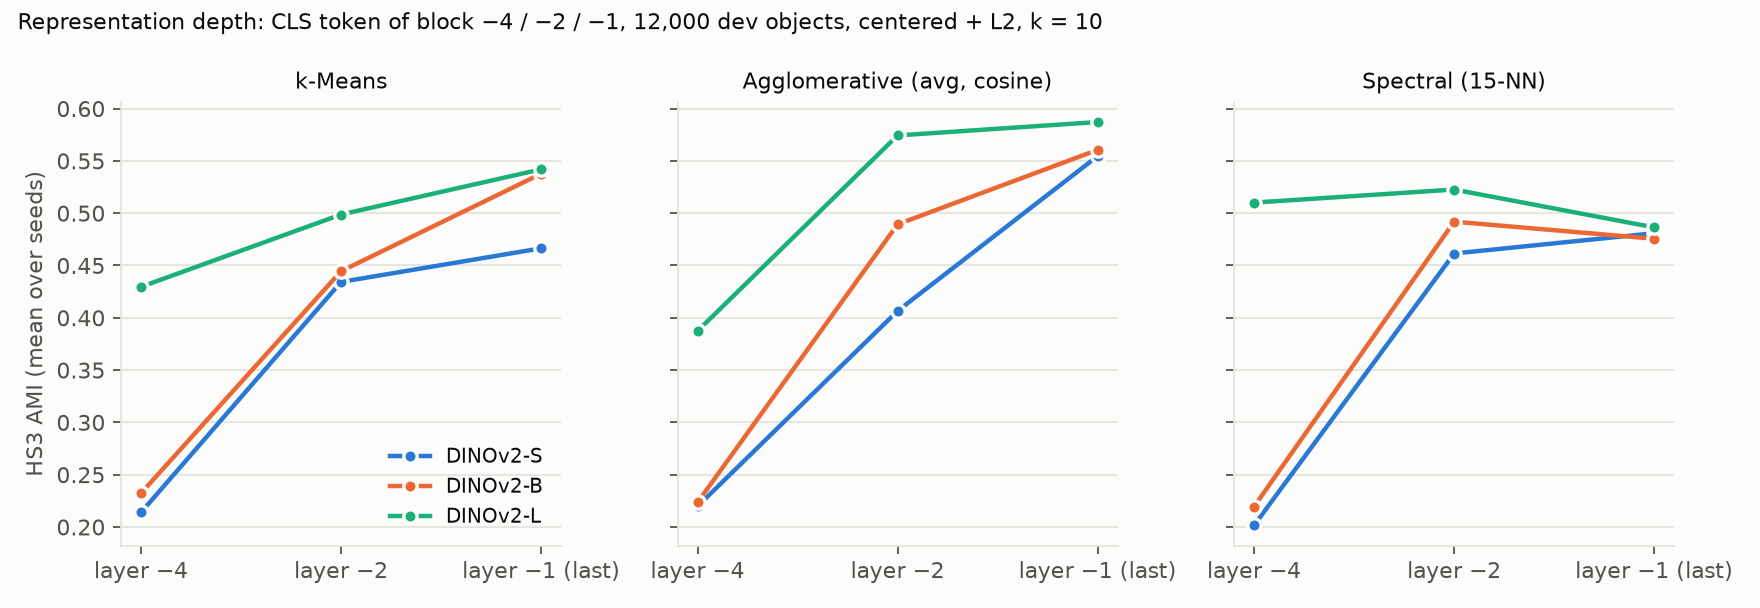 Representation depth: CLS token of block −4 / −2 / −1, 12,000 dev objects, centered + L2, k = 10
k-Means
Agglomerative (avg, cosine)
Spectral (15-NN)
HS3 AMI (mean over seeds)
0.60
0.55
0.50
0.45
0.40
0.35
0.30
0.25
0.20
DINOv2-S
DINOv2-B
DINOv2-L
layer −4
layer −2
layer −1 (last)
layer −4
layer −2
layer −1 (last)
layer −4
layer −2
layer −1 (last)